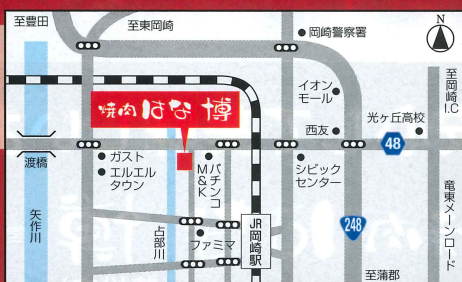 至豊田
至東岡崎
岡崎警察署
N
イオン
モール
至岡崎I.C
焼肉 はな 博
西友
光ヶ丘高校
48
渡橋
ガスト
エルエル
タウン
パチンコ
M&K
シビック
センター
矢作川
占部川
ファミマ
JR岡崎駅
248
竜東メーンロード
至蒲郡